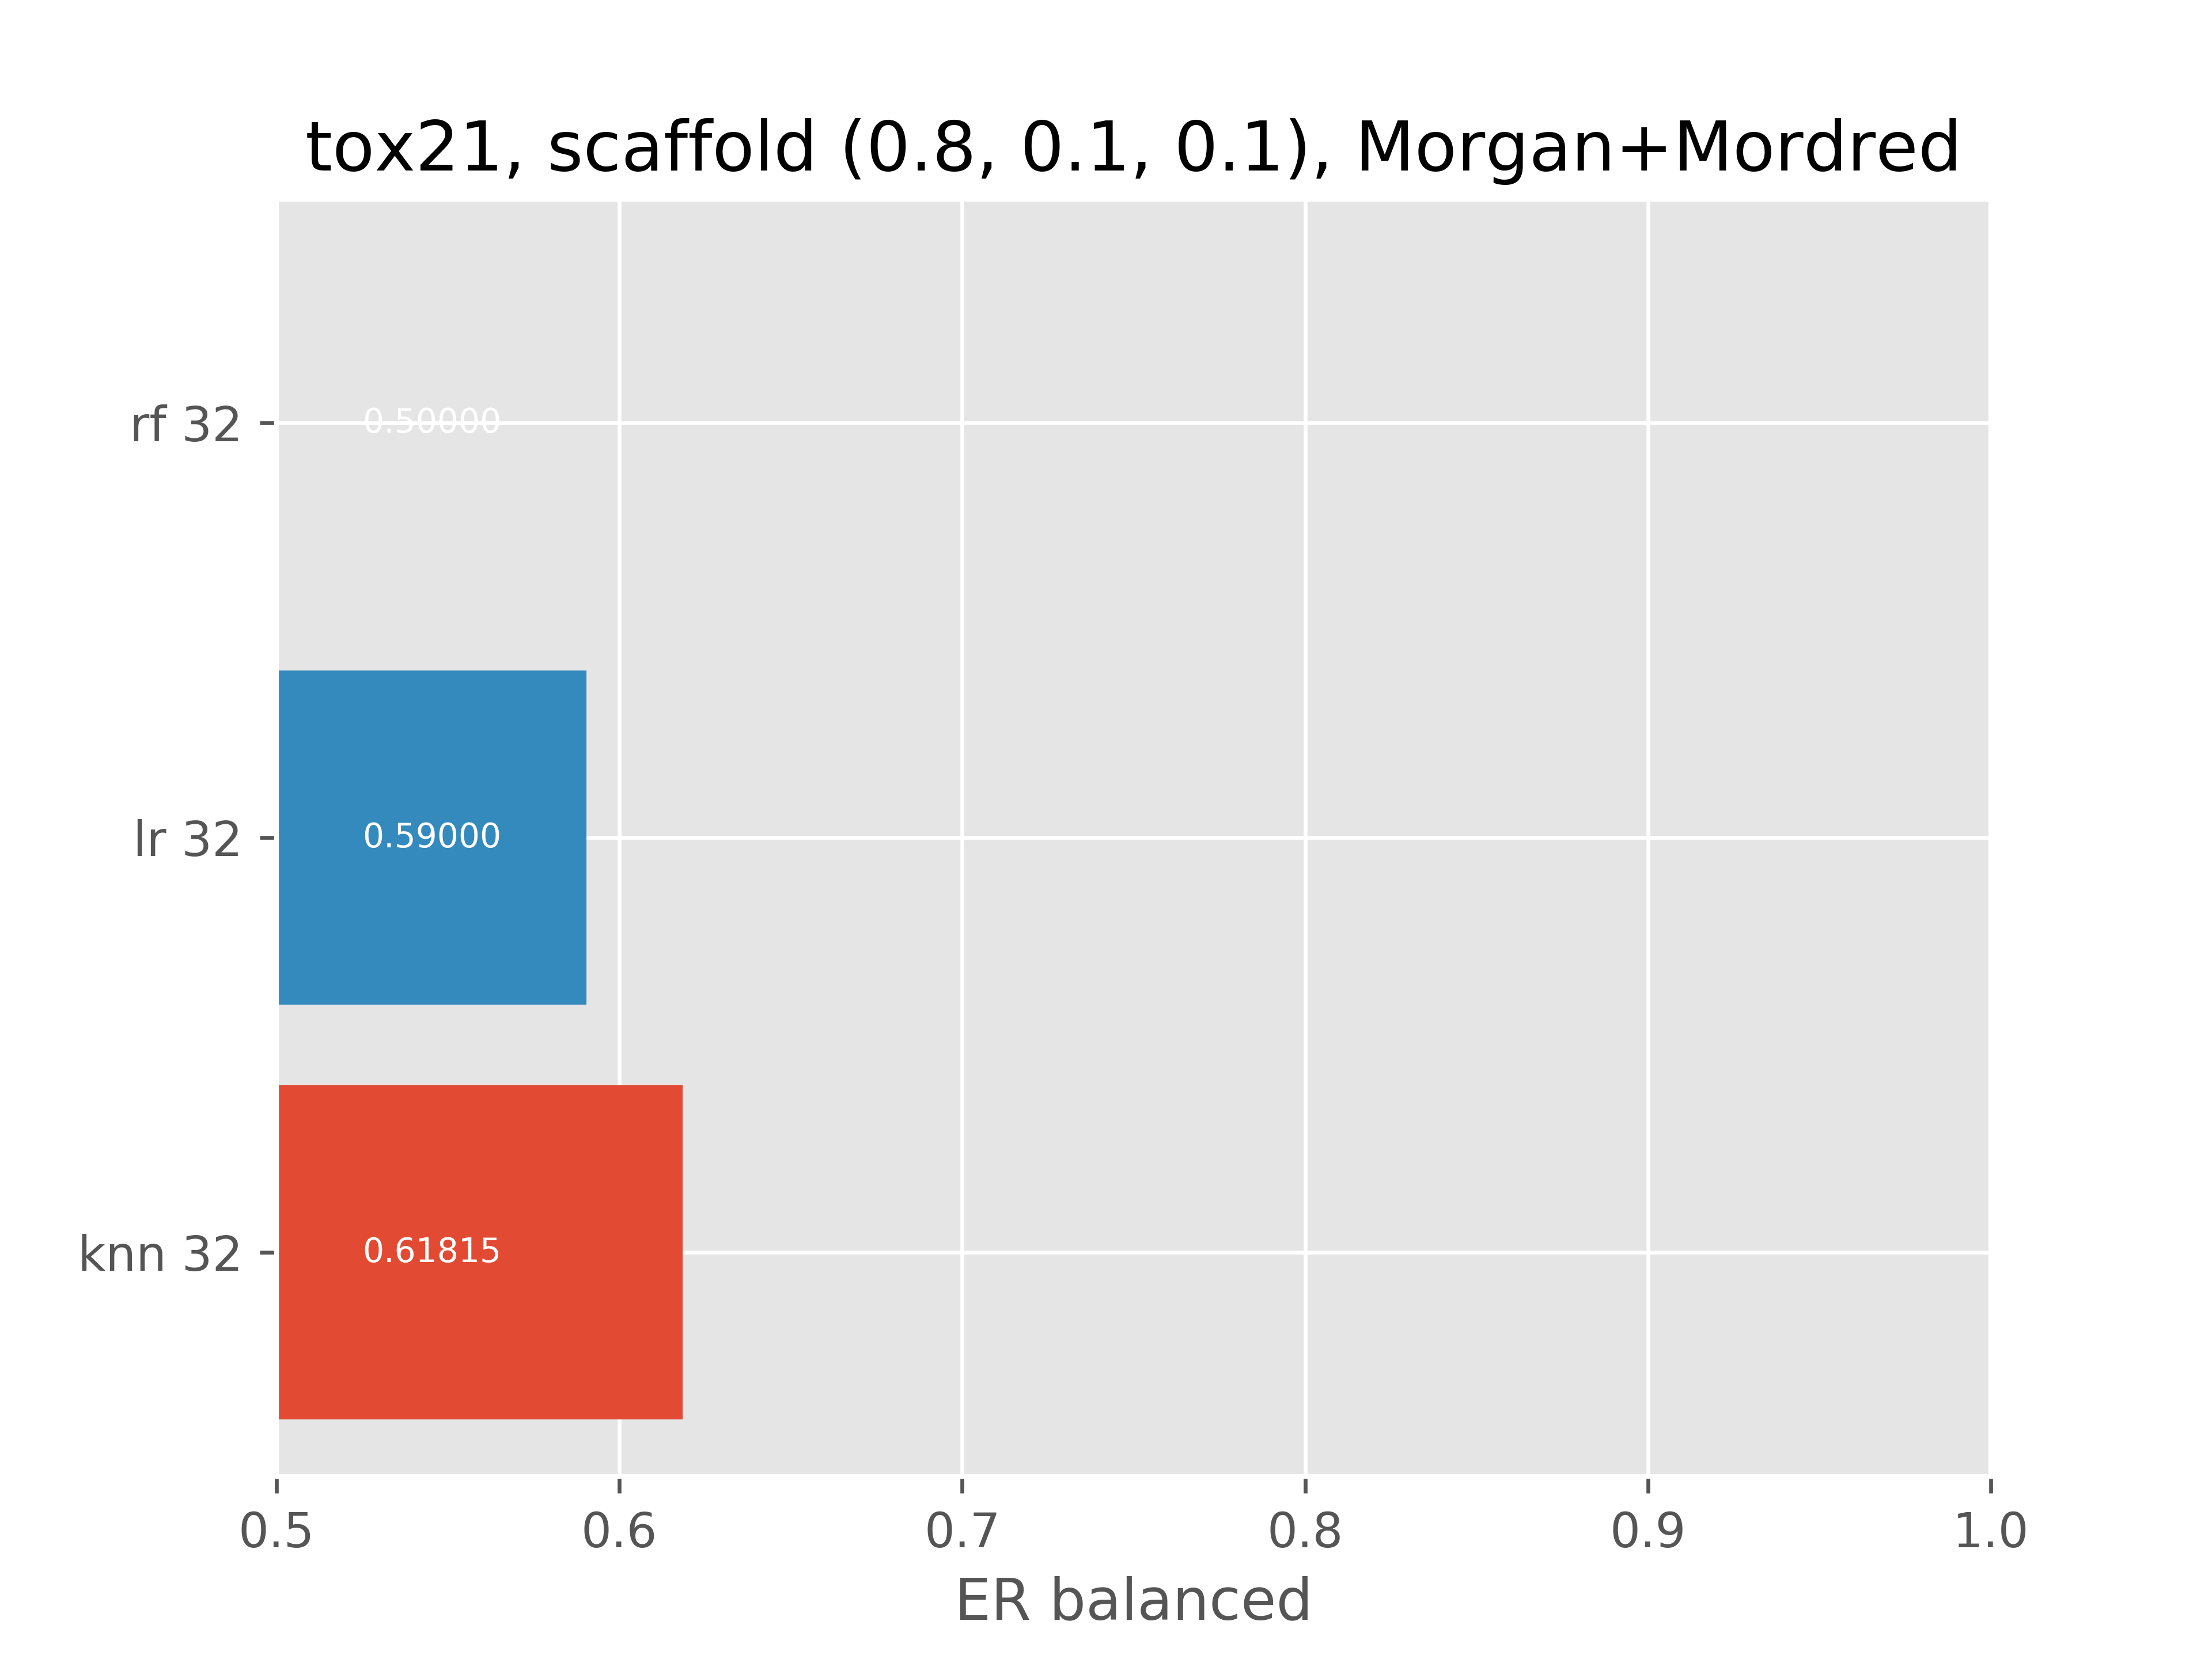 tox21, scaffold (0.8, 0.1, 0.1), Morgan+Mordred
rf 32
0.50000
lr 32
0.59000
knn 32
0.61815
0.5 0.6 0.7 0.8 0.9 1.0
ER balanced